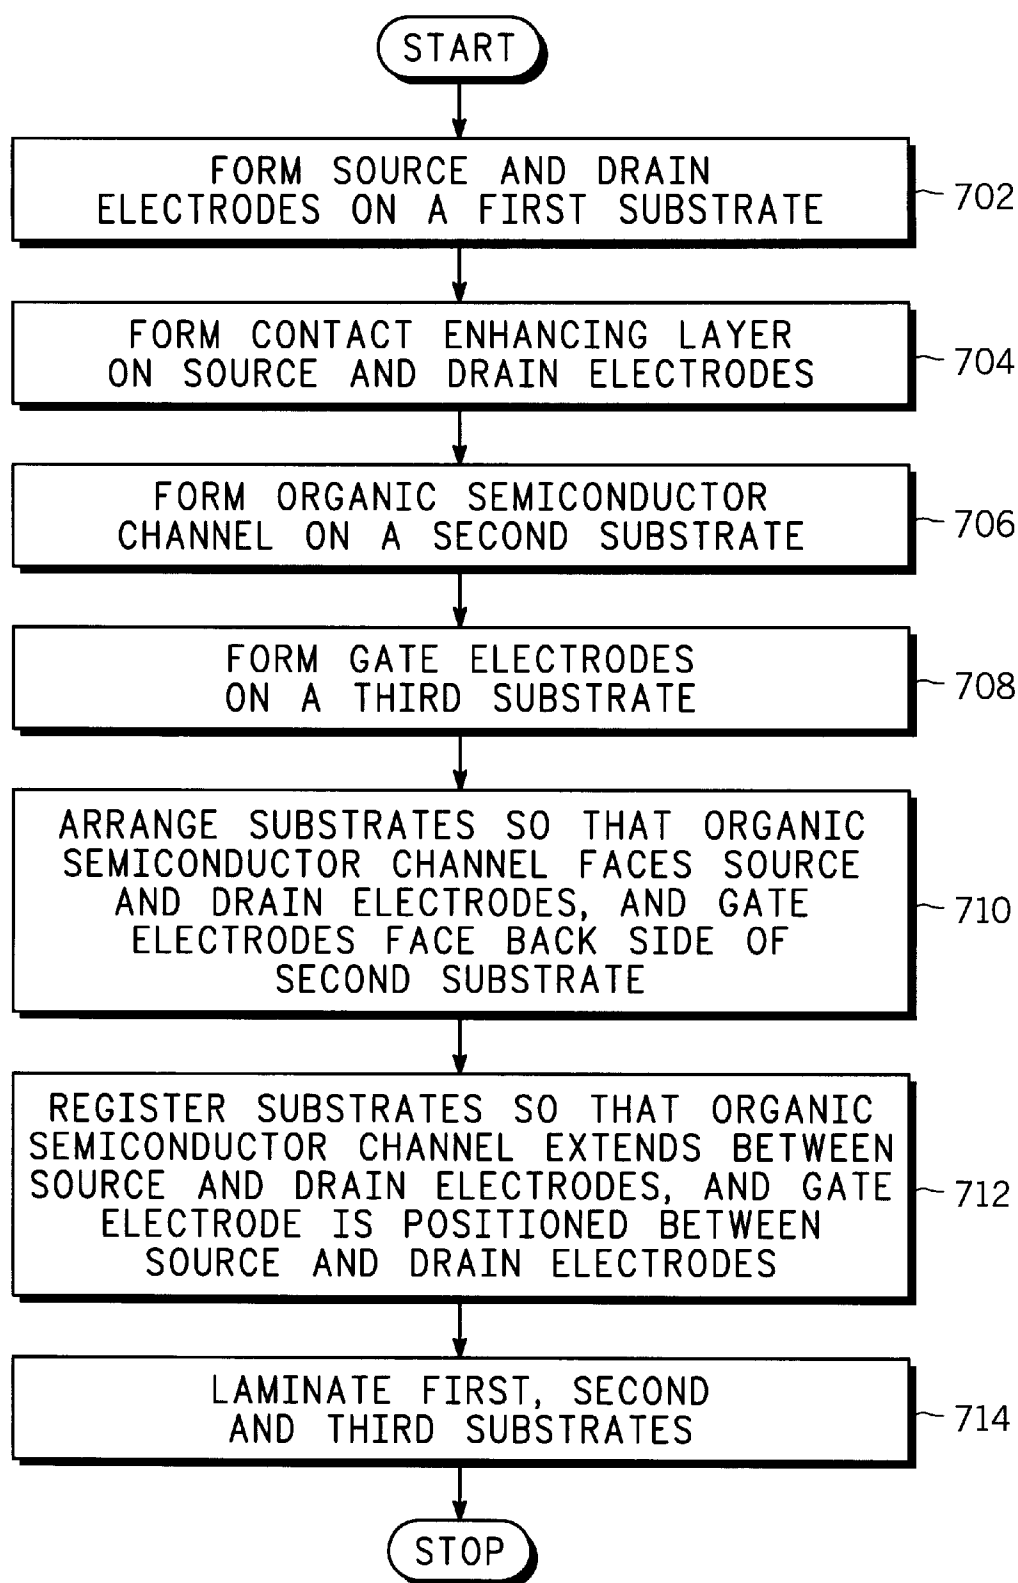 START
FORM SOURCE AND DRAIN
ELECTRODES ON A FIRST SUBSTRATE
702
FORM CONTACT ENHANCING LAYER
ON SOURCE AND DRAIN ELECTRODES
704
FORM ORGANIC SEMICONDUCTOR
CHANNEL ON A SECOND SUBSTRATE
706
FORM GATE ELECTRODES
ON A THIRD SUBSTRATE
708
ARRANGE SUBSTRATES SO THAT ORGANIC
SEMICONDUCTOR CHANNEL FACES SOURCE
AND DRAIN ELECTRODES, AND GATE
ELECTRODES FACE BACK SIDE OF
SECOND SUBSTRATE
710
REGISTER SUBSTRATES SO THAT ORGANIC
SEMICONDUCTOR CHANNEL EXTENDS BETWEEN
SOURCE AND DRAIN ELECTRODES, AND GATE
ELECTRODE IS POSITIONED BETWEEN
SOURCE AND DRAIN ELECTRODES
712
LAMINATE FIRST, SECOND
AND THIRD SUBSTRATES
714
STOP